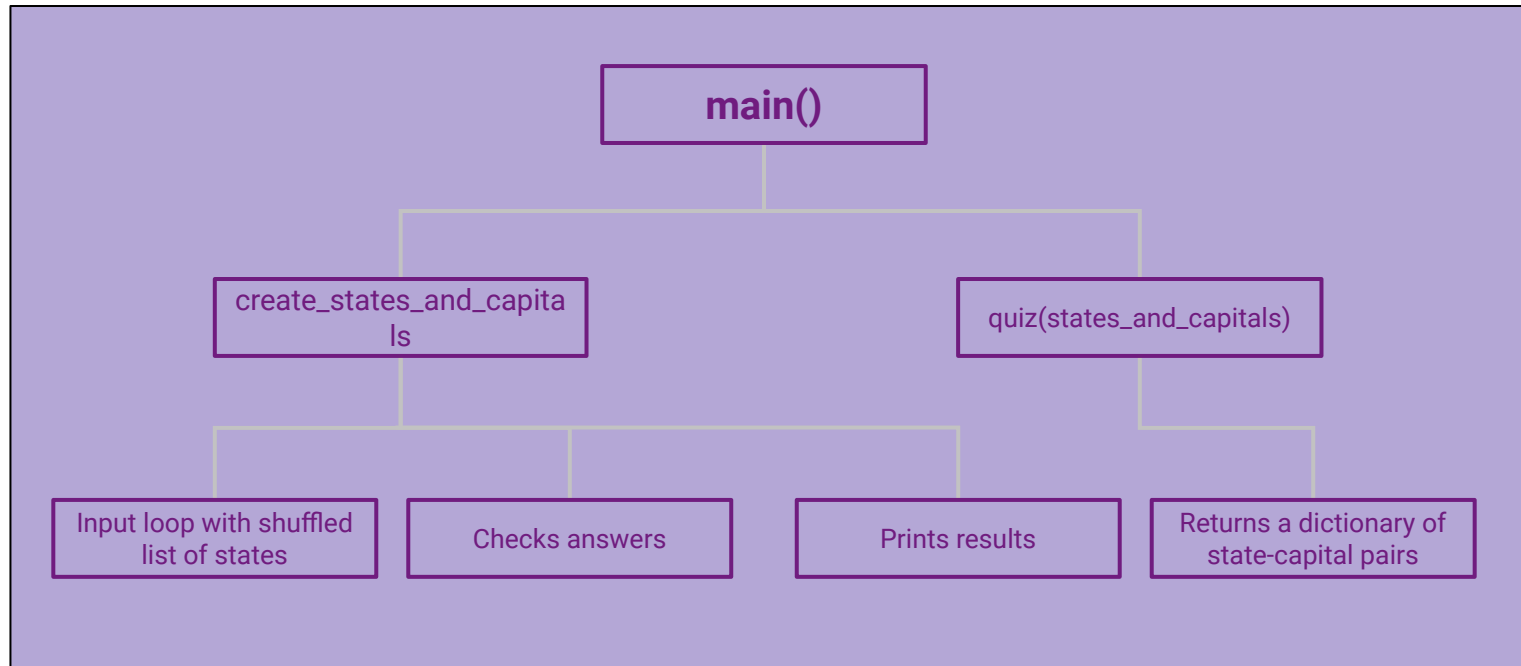 main()
create_states_and_capita
ls
quiz(states_and_capitals)
Input loop with shuffled
list of states
Checks answers
Prints results
Returns a dictionary of
state-capital pairs